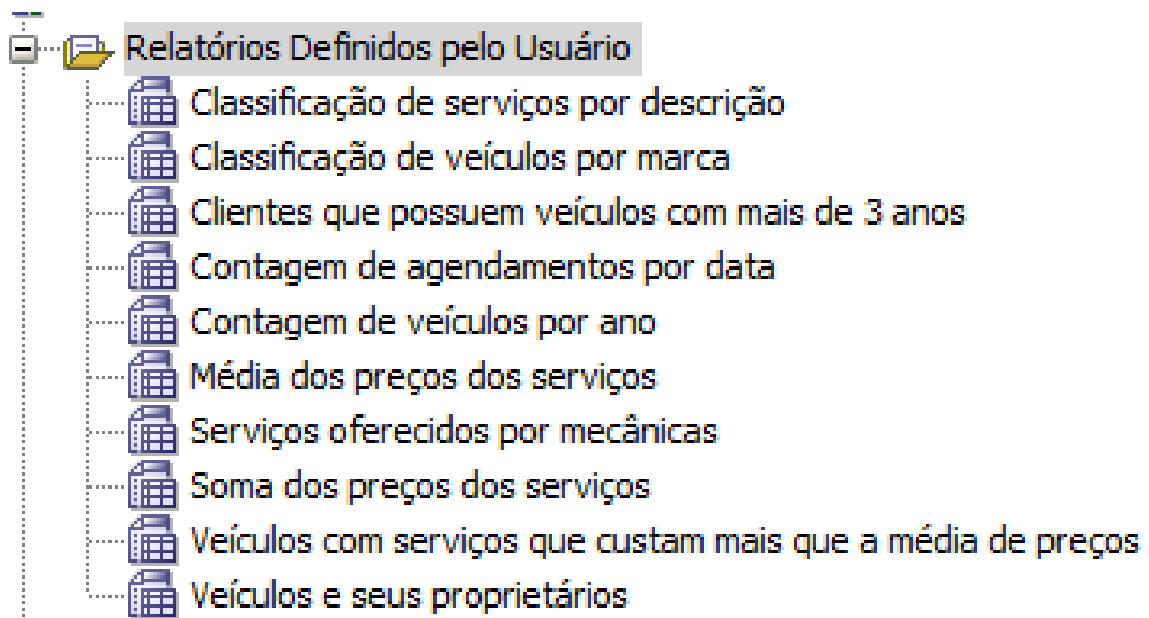 Relatórios Definidos pelo Usuário
Classificação de serviços por descrição
Classificação de veículos por marca
Clientes que possuem veículos com mais de 3 anos
Contagem de agendamentos por data
Contagem de veículos por ano
Média dos preços dos serviços
Serviços oferecidos por mecânicas
Soma dos preços dos serviços
Veículos com serviços que custam mais que a média de preços
Veículos e seus proprietários